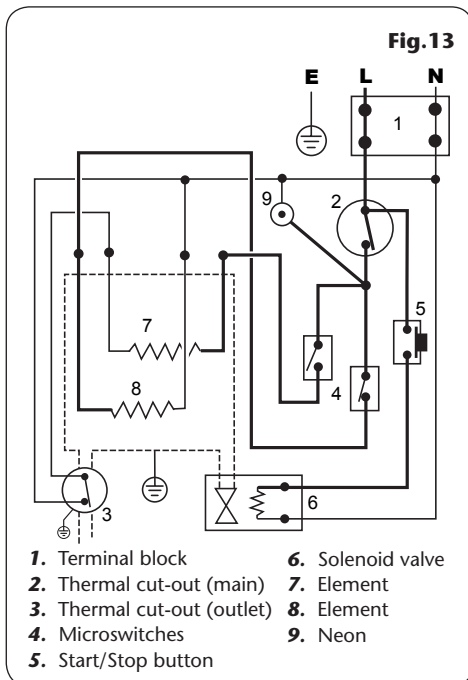 Fig.13
E L N
1
9 2
5
7
4
8
6
3
1. Terminal block
2. Thermal cut-out (main)
3. Thermal cut-out (outlet)
4. Microswitches
5. Start/Stop button
6. Solenoid valve
7. Element
8. Element
9. Neon